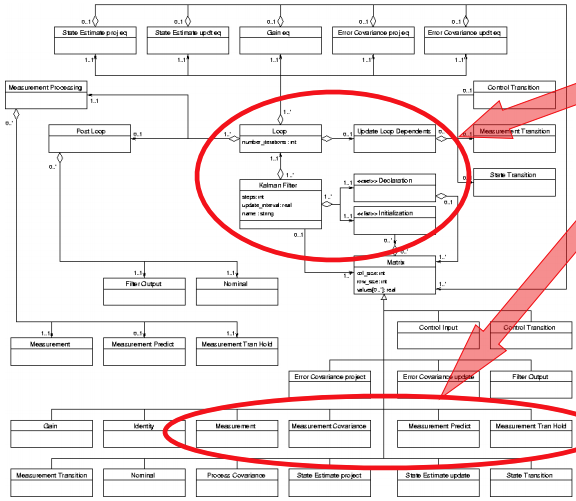 0..* 0..* 0..* 0..* 0..*
State Estimate proj eq
State Estimate updt eq
Gain eq
Error Covariance proj eq
Error Covariance updt eq
1..1 1..1 1..1 1..1 1..1
Measurement Processing
1..1
0..*
Control Transition
0..1
Post Loop
0..1
0..*
1..*
Loop
number_iterations : int
0..*
0..1
Update Loop Dependents
0..*
0..1
Measurement Transition
1..1
0..*
Kalman Filter
steps: int
update_interval: real
name : string
0..*
1..1
<<set>> Declaration
0..*
1..1
<<list>> Initialization
0..1
State Transition
0..1
0..*
0..*
Matrix
col_size: int
row_size: int
values[0..*]: real
1..1
1..*
0..*
1..1
Filter Output
1..1
Nominal
Control Input
Control Transition
1..1
Measurement
1..1
Measurement Predict
1..1
Measurement Tran Hold
Error Covariance project
Error Covariance update
Filter Output
Gain
Identity
Measurement
Measurement Covariance
Measurement Predict
Measurement Tran Hold
Measurement Transition
Nominal
Process Covariance
State Estimate project
State Estimate update
State Transition